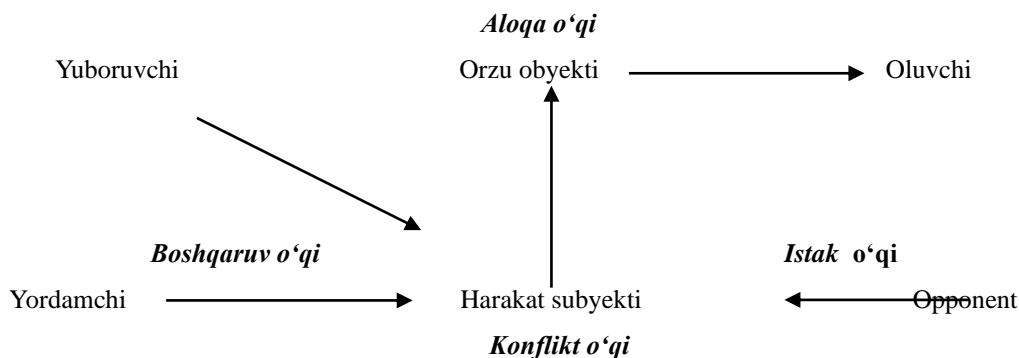 Aloqa o‘qi
Yuboruvchi Orzu obyekti Oluvchi
Boshqaruv o‘qi Istak o‘qi
Yordamchi Harakat subyekti Opponent
Konflikt o‘qi